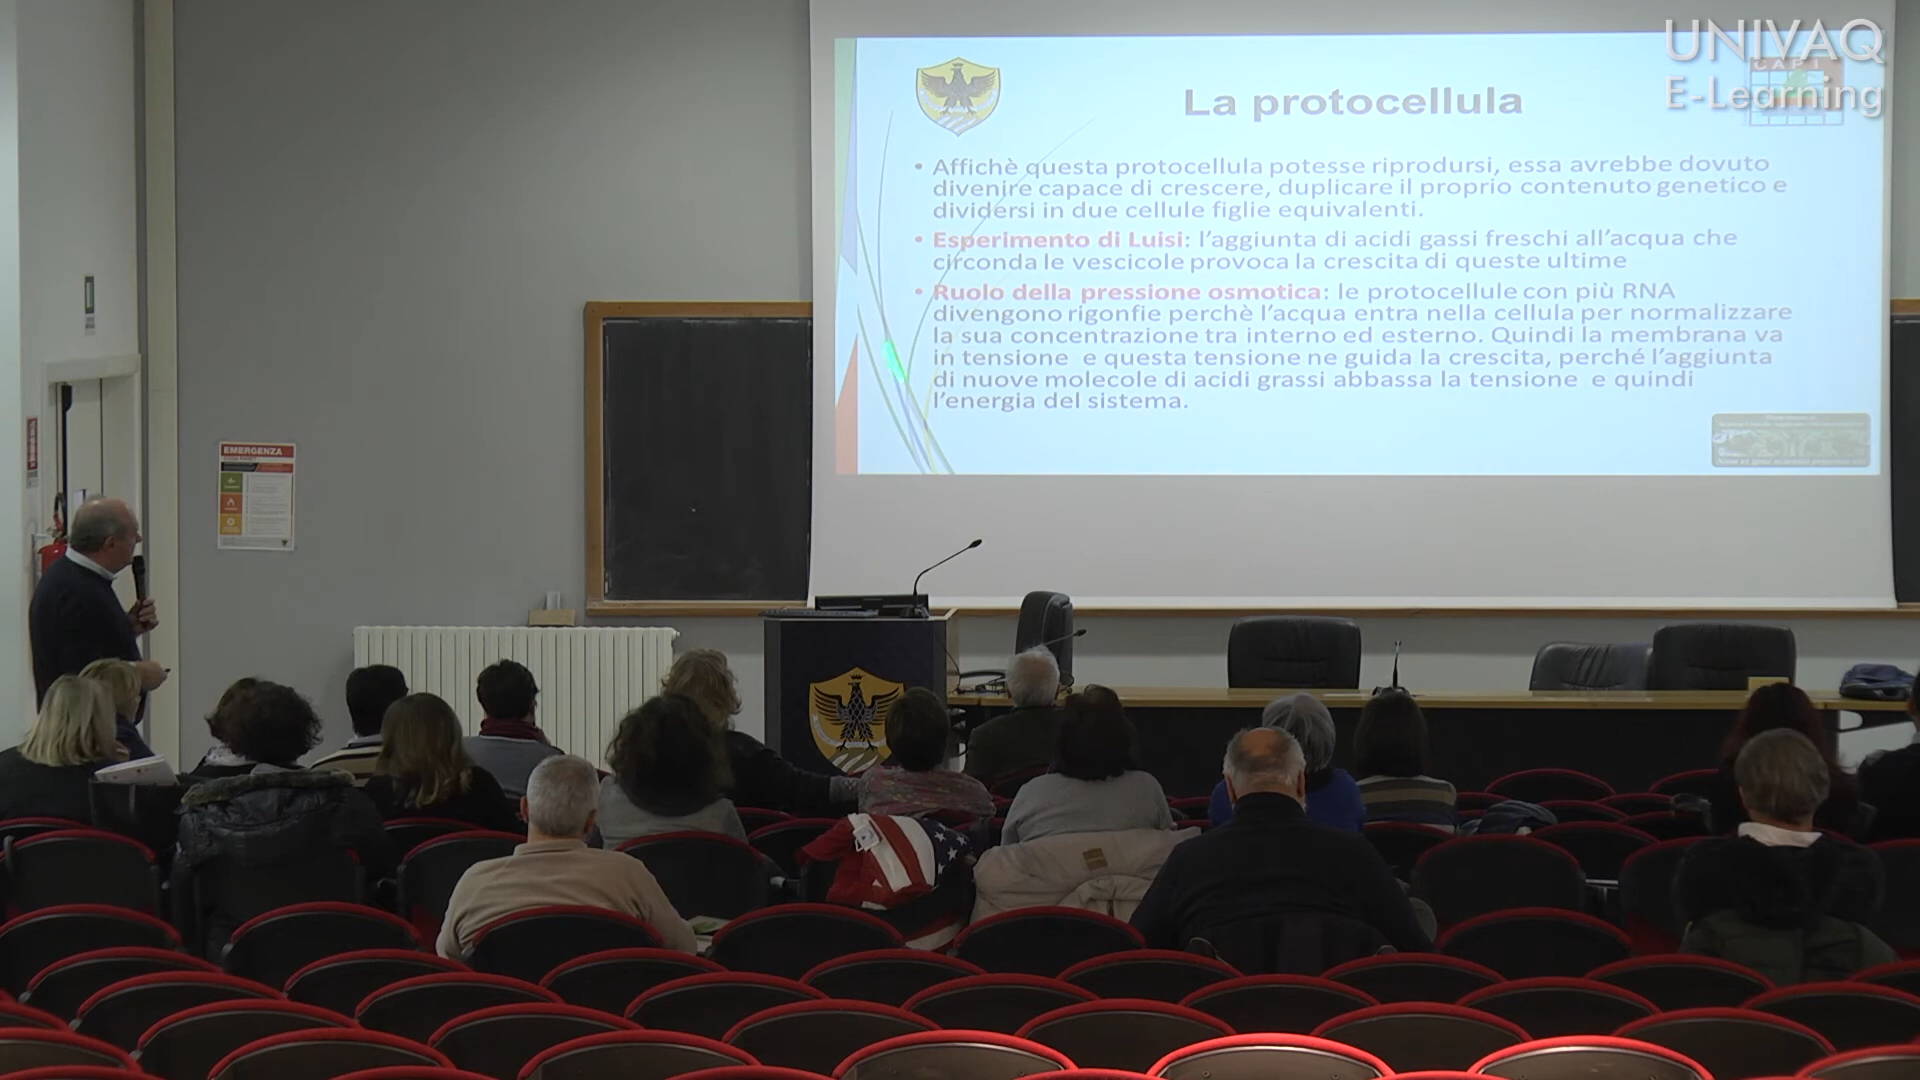 UNIVAQ
E-Learning
CAPI
La protocellula
• Affichè questa protocellula potesse riprodursi, essa avrebbe dovuto
divenire capace di crescere, duplicare il proprio contenuto genetico e
dividersi in due cellule figlie equivalenti.
• Esperimento di Luisi: l'aggiunta di acidi gassi freschi all'acqua che
circonda le vescicole provoca la crescita di queste ultime
• Ruolo della pressione osmotica: le protocellule con più RNA
divengono rigonfie perchè l'acqua entra nella cellula per normalizzare
la sua concentrazione tra interno ed esterno. Quindi la membrana va
in tensione e questa tensione ne guida la crescita, perché l'aggiunta
di nuove molecole di acidi grassi abbassa la tensione e quindi
l'energia del sistema.
EMERGENZA